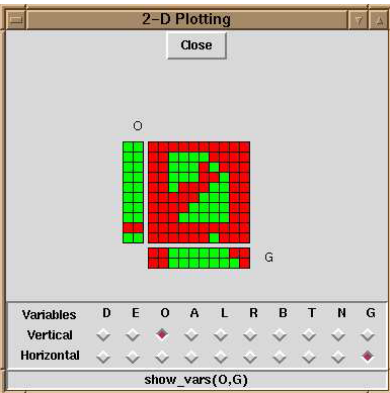 2-D Plotting
Close
O
G
Variables D E O A L R B T N G
Vertical
Horizontal
show_vars(O,G)